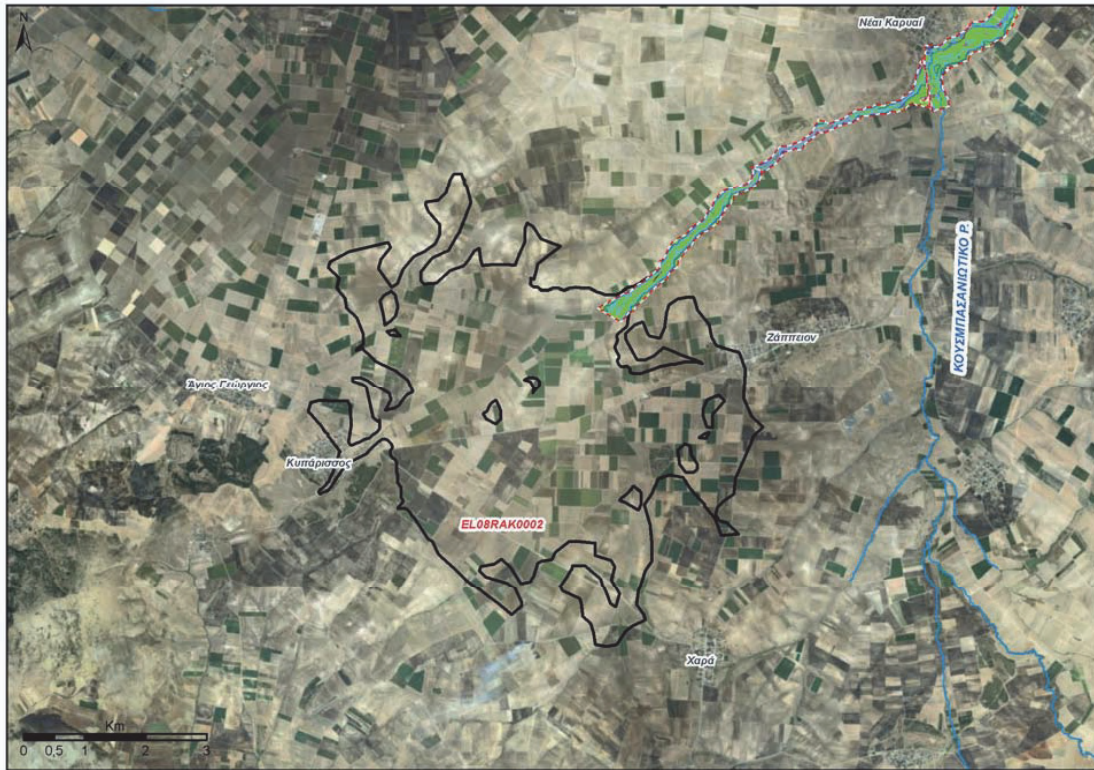 N
Νέαι Καρυαί
ΚΟΥΣΜΠΑΣΑΝΙΩΤΙΚΟ Ρ.
Ζάππειον
Άγιος Γεώργιος
Κυπάρισσος
EL08RAK0002
Χαρά
Km
0 0,5 1 2 3